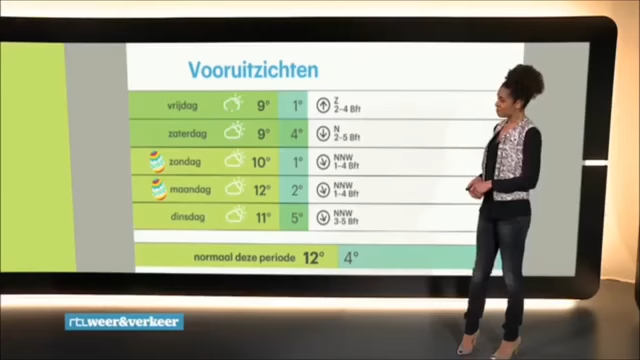 Vooruitzichten
vrijdag 9° 1° Z 2-4 Bft
zaterdag 9° 4° N 2-5 Bft
zondag 10° 1° NNW 1-4 Bft
maandag 12° 2° NNW 1-4 Bft
dinsdag 11° 5° NNW 3-5 Bft
normaal deze periode 12° 4°
rtl weer&verkeer